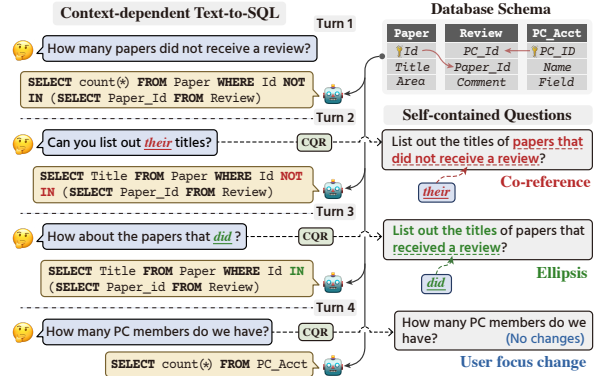 Context-dependent Text-to-SQL
Turn 1
How many papers did not receive a review?
SELECT count(*) FROM Paper WHERE Id NOT
IN (SELECT Paper_Id FROM Review)
Turn 2
Can you list out their titles?
CQR
SELECT Title FROM Paper WHERE Id NOT
IN (SELECT Paper_Id FROM Review)
Turn 3
How about the papers that did ?
CQR
SELECT Title FROM Paper WHERE Id IN
(SELECT Paper_id FROM Review)
Turn 4
How many PC members do we have?
CQR
SELECT count(*) FROM PC_Acct
Database Schema
Paper Review PC_Acct
Id PC_Id PC_ID
Title Paper_Id Name
Area Comment Field
Self-contained Questions
List out the titles of papers that
did not receive a review?
their
Co-reference
List out the titles of papers that
received a review?
did
Ellipsis
How many PC members do we
have? (No changes)
User focus change